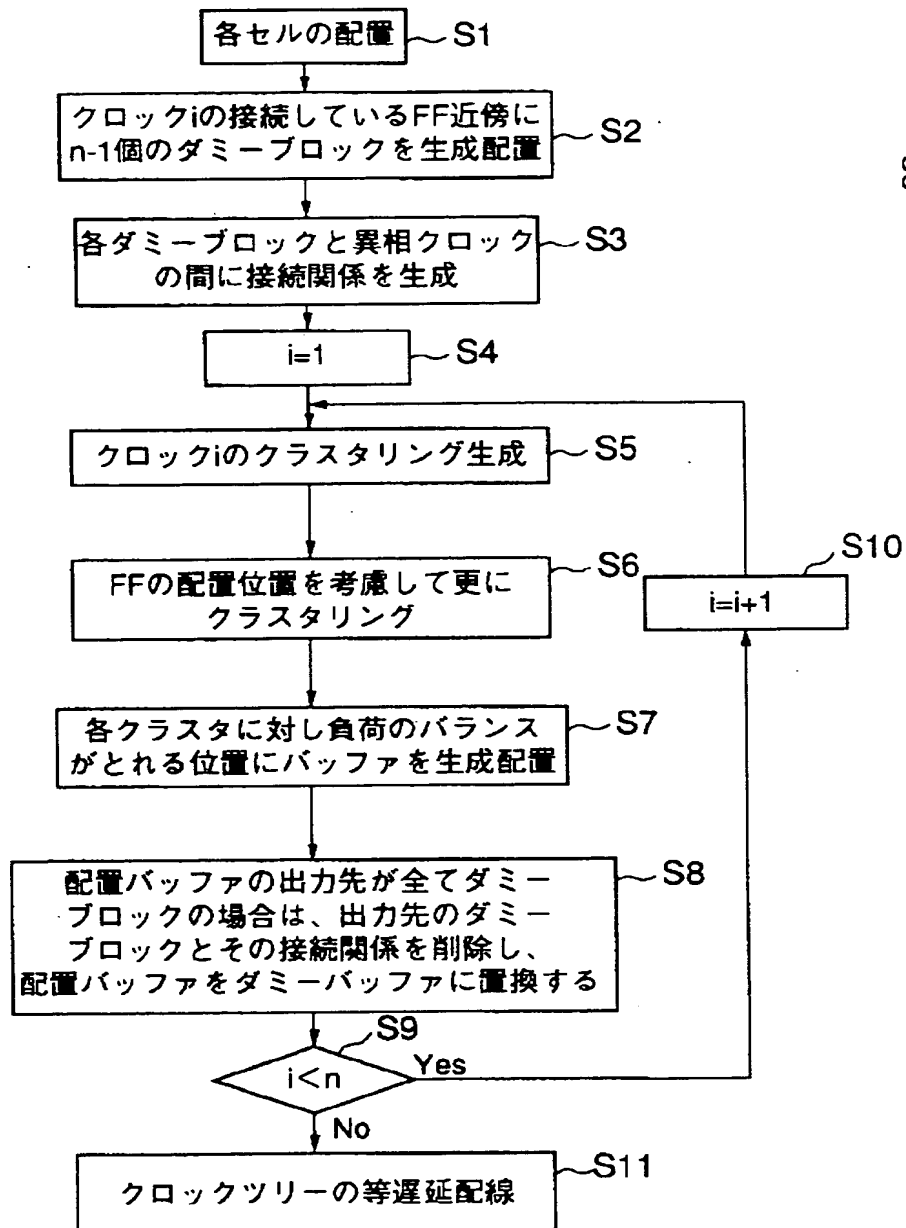 各セルの配置
S1
クロックiの接続しているFF近傍に
n-1個のダミーブロックを生成配置
S2
各ダミーブロックと異相クロック
の間に接続関係を生成
S3
i=1
S4
クロックiのクラスタリング生成
S5
FFの配置位置を考慮して更に
クラスタリング
S6
i=i+1
S10
各クラスタに対し負荷のバランス
がとれる位置にバッファを生成配置
S7
配置バッファの出力先が全てダミー
ブロックの場合は、出力先のダミー
ブロックとその接続関係を削除し、
配置バッファをダミーバッファに置換する
S8
i<n
S9
Yes
No
クロックツリーの等遅延配線
S11